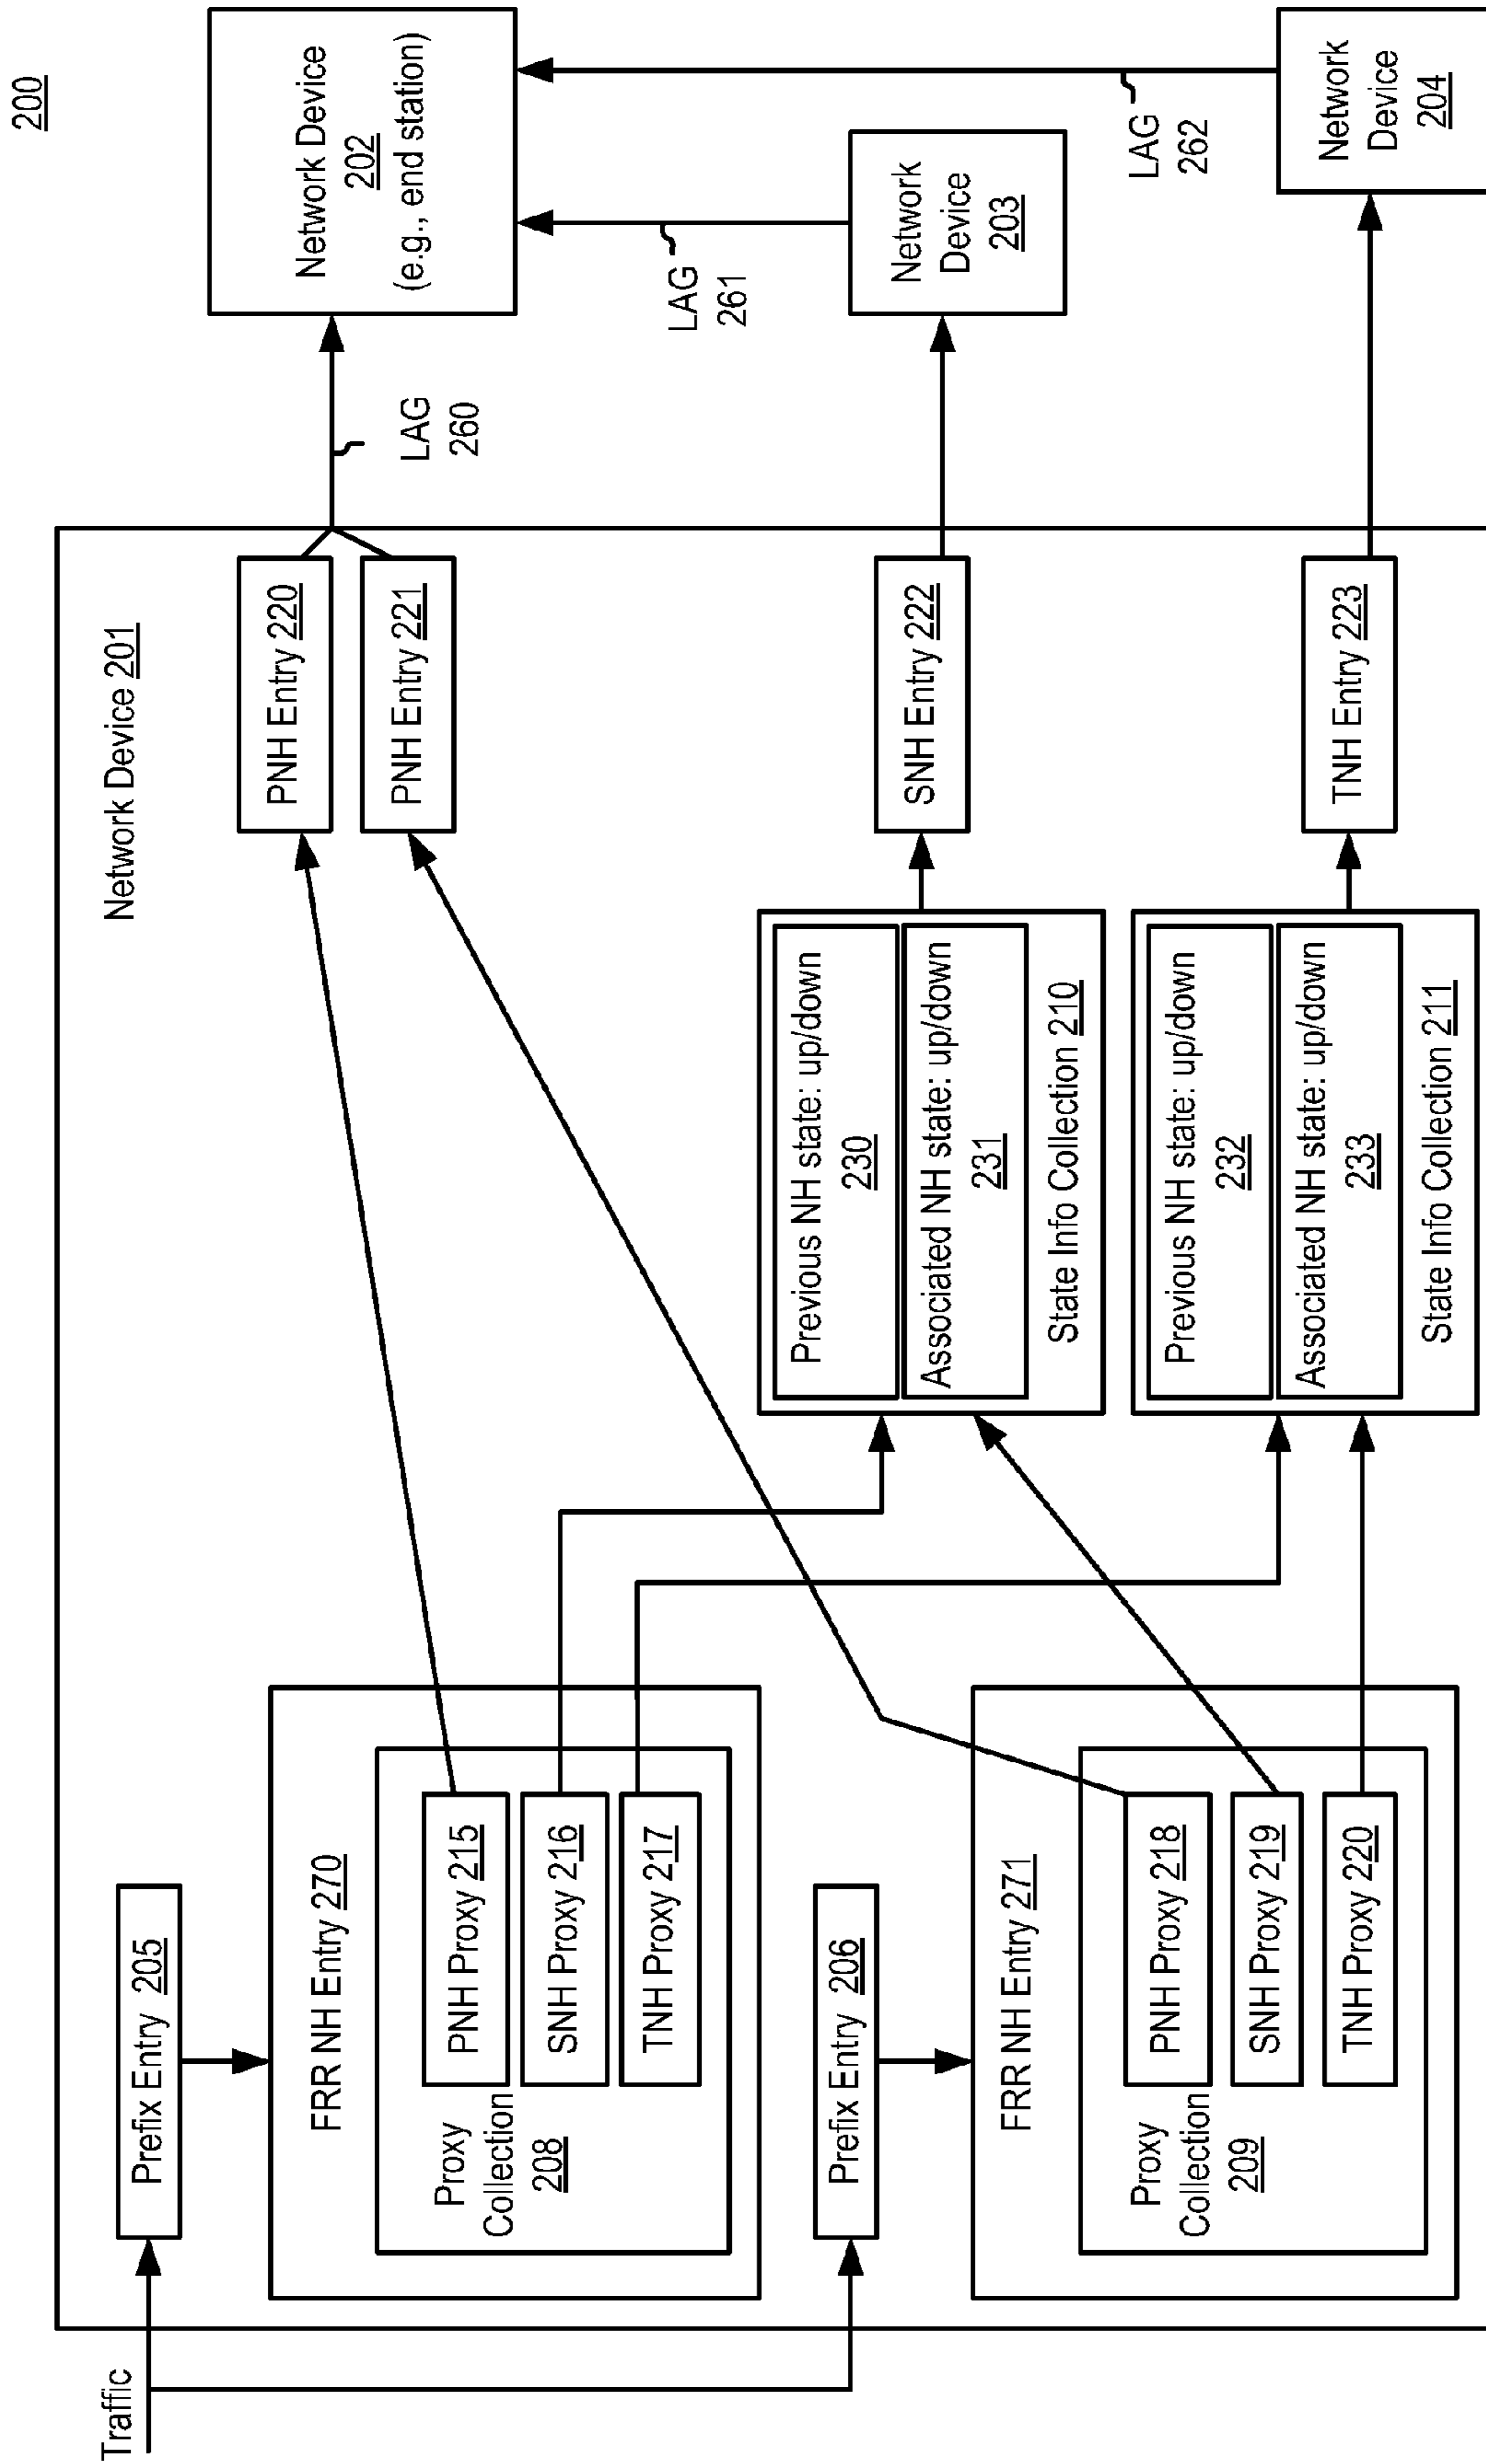 200
Traffic
Network Device 201
Prefix Entry 205
FRR NH Entry 270
Proxy
Collection
208
PNH Proxy 215
SNH Proxy 216
TNH Proxy 217
Prefix Entry 206
FRR NH Entry 271
Proxy
Collection
209
PNH Proxy 218
SNH Proxy 219
TNH Proxy 220
Previous NH state: up/down
230
Associated NH state: up/down
231
State Info Collection 210
Previous NH state: up/down
232
Associated NH state: up/down
233
State Info Collection 211
PNH Entry 220
PNH Entry 221
SNH Entry 222
TNH Entry 223
LAG
260
Network Device
202
(e.g., end station)
LAG
261
Network
Device
203
LAG
262
Network
Device
204